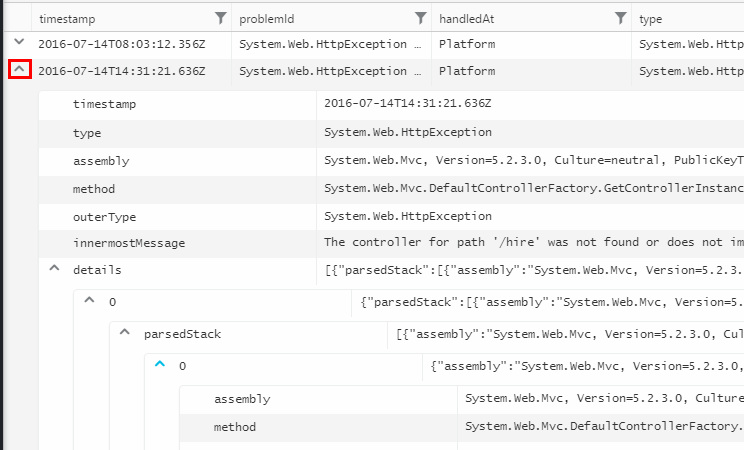 timestamp problemId handledAt type
2016-07-14T08:03:12.356Z System.Web.HttpException ... Platform System.Web.Http
2016-07-14T14:31:21.636Z System.Web.HttpException ... Platform System.Web.Http
timestamp 2016-07-14T14:31:21.636Z
type System.Web.HttpException
assembly System.Web.Mvc, Version=5.2.3.0, Culture=neutral, PublicKeyT
method System.Web.Mvc.DefaultControllerFactory.GetControllerInstanc
outerType System.Web.HttpException
innermostMessage The controller for path '/hire' was not found or does not im
details [{"parsedStack":[{"assembly":"System.Web.Mvc, Version=5.2.3.
0 {"parsedStack":[{"assembly":"System.Web.Mvc, Version=5.
parsedStack [{"assembly":"System.Web.Mvc, Version=5.2.3.0, Cul
0 {"assembly":"System.Web.Mvc, Version=5.2.3.0,
assembly System.Web.Mvc, Version=5.2.3.0, Culture
method System.Web.Mvc.DefaultControllerFactory.